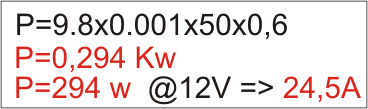 P=9.8x0.001x50x0,6
P=0,294 Kw
P=294 w @12V => 24,5A